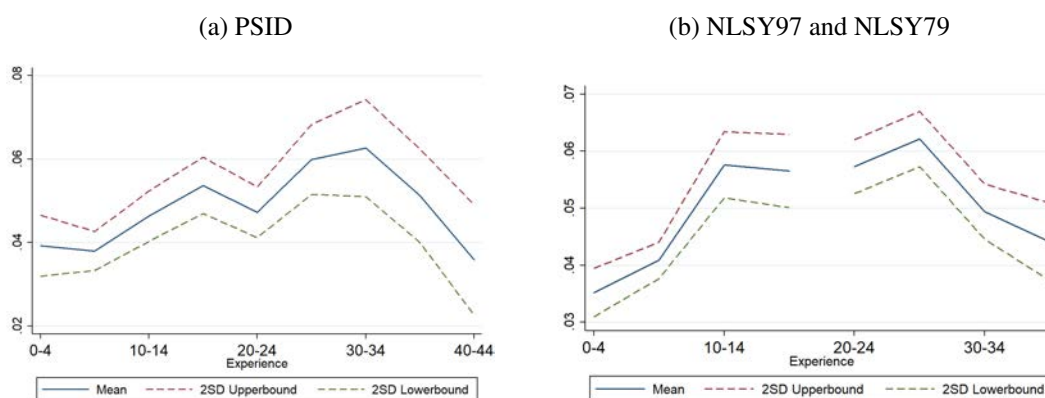 (a) PSID
(b) NLSY97 and NLSY79
.08
.06
.04
.02
0-4
10-14
20-24
30-34
40-44
Experience
Mean
2SD Upperbound
2SD Lowerbound
.07
.06
.05
.04
.03
0-4
10-14
20-24
30-34
Experience
Mean
2SD Upperbound
2SD Lowerbound